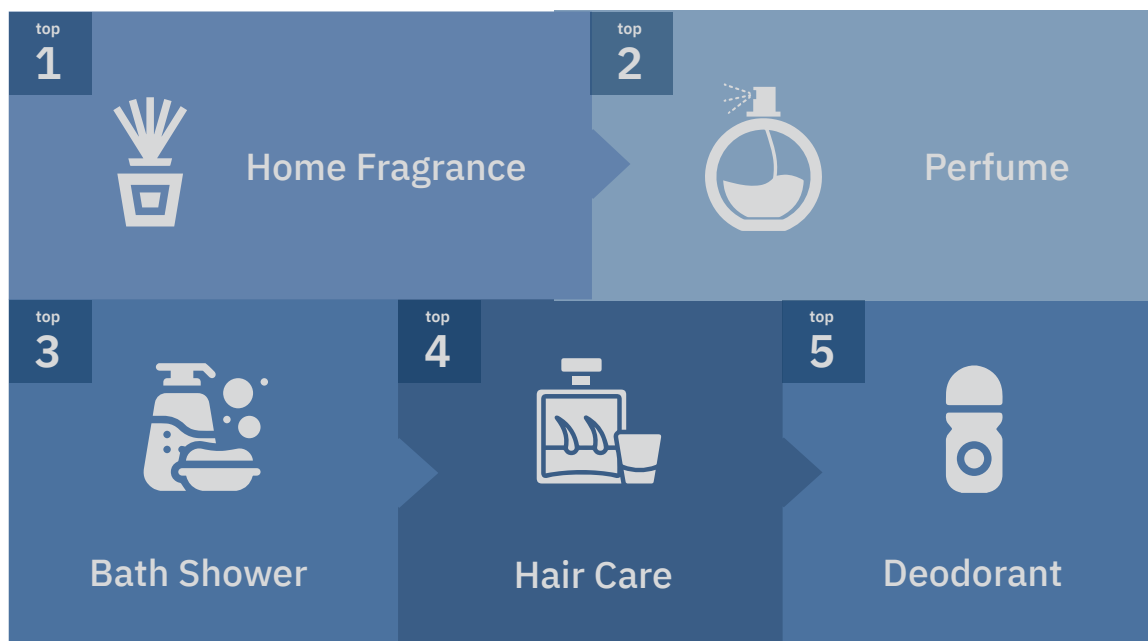 top
1
Home Fragrance
top
2
Perfume
top
3
Bath Shower
top
4
Hair Care
top
5
Deodorant